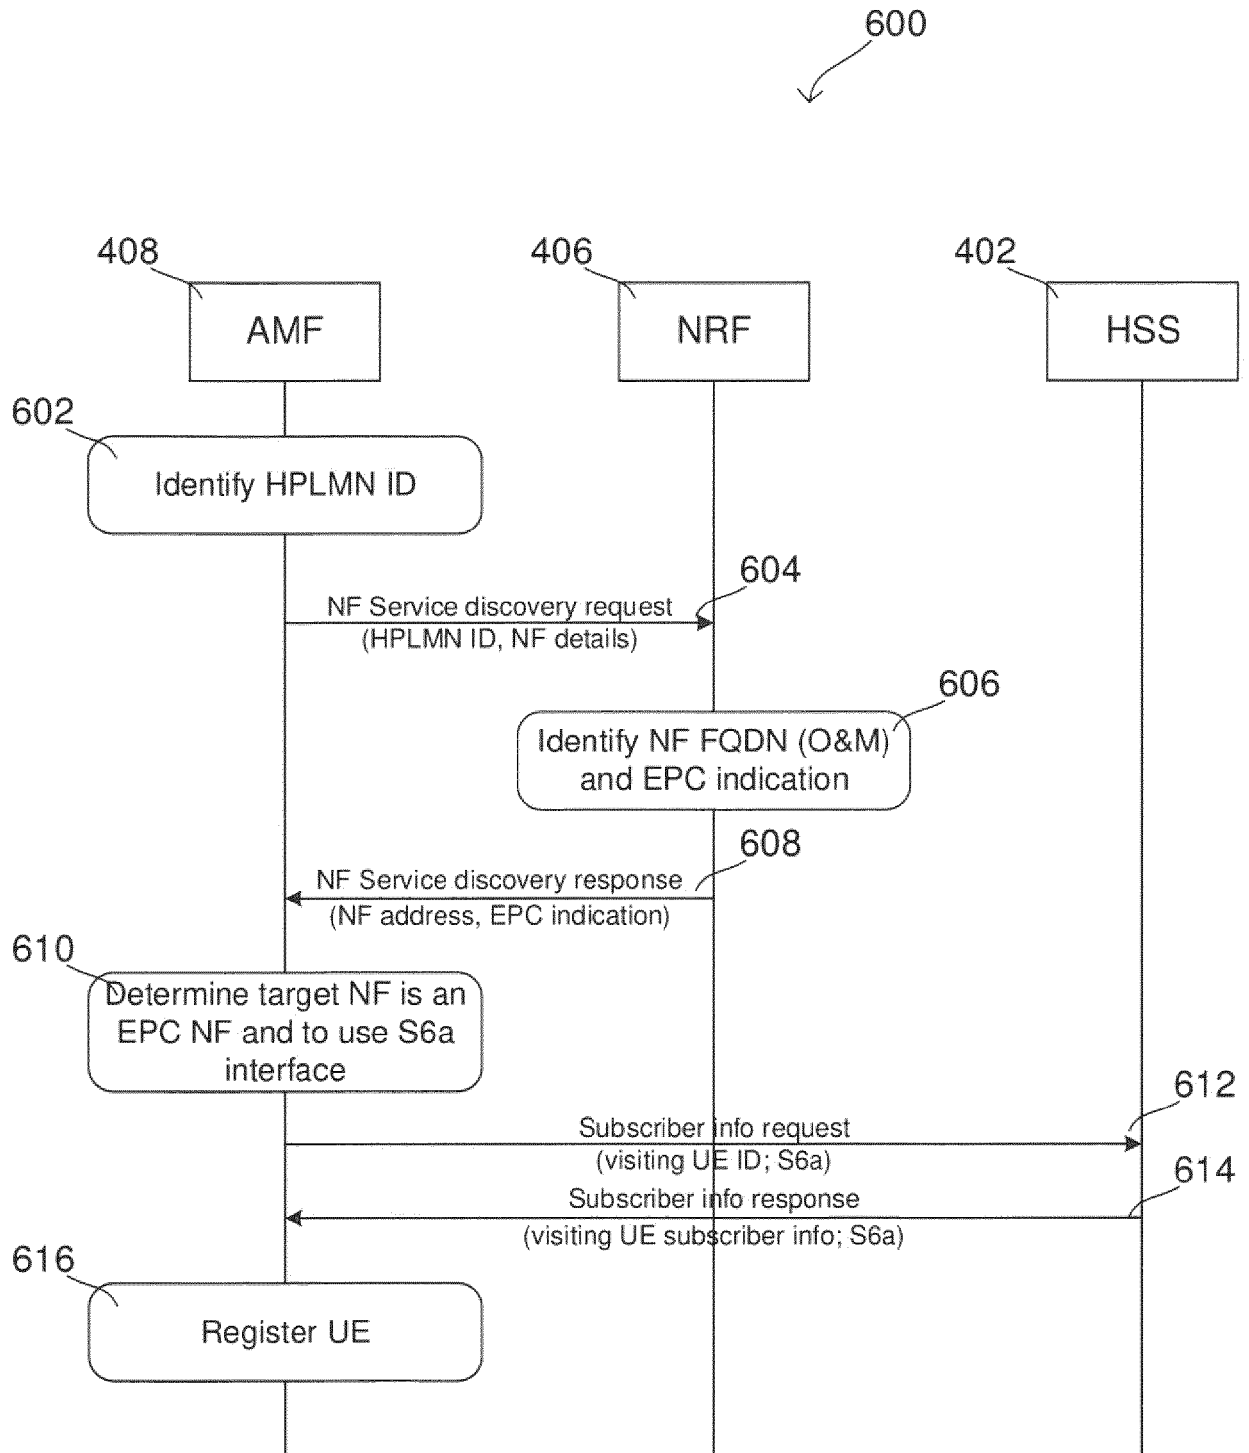 600
408
406
402
AMF
NRF
HSS
602
Identify HPLMN ID
604
NF Service discovery request
(HPLMN ID, NF details)
606
Identify NF FQDN (O&M)
and EPC indication
608
NF Service discovery response
(NF address, EPC indication)
610
Determine target NF is an
EPC NF and to use S6a
interface
612
Subscriber info request
(visiting UE ID; S6a)
614
Subscriber info response
(visiting UE subscriber info; S6a)
616
Register UE